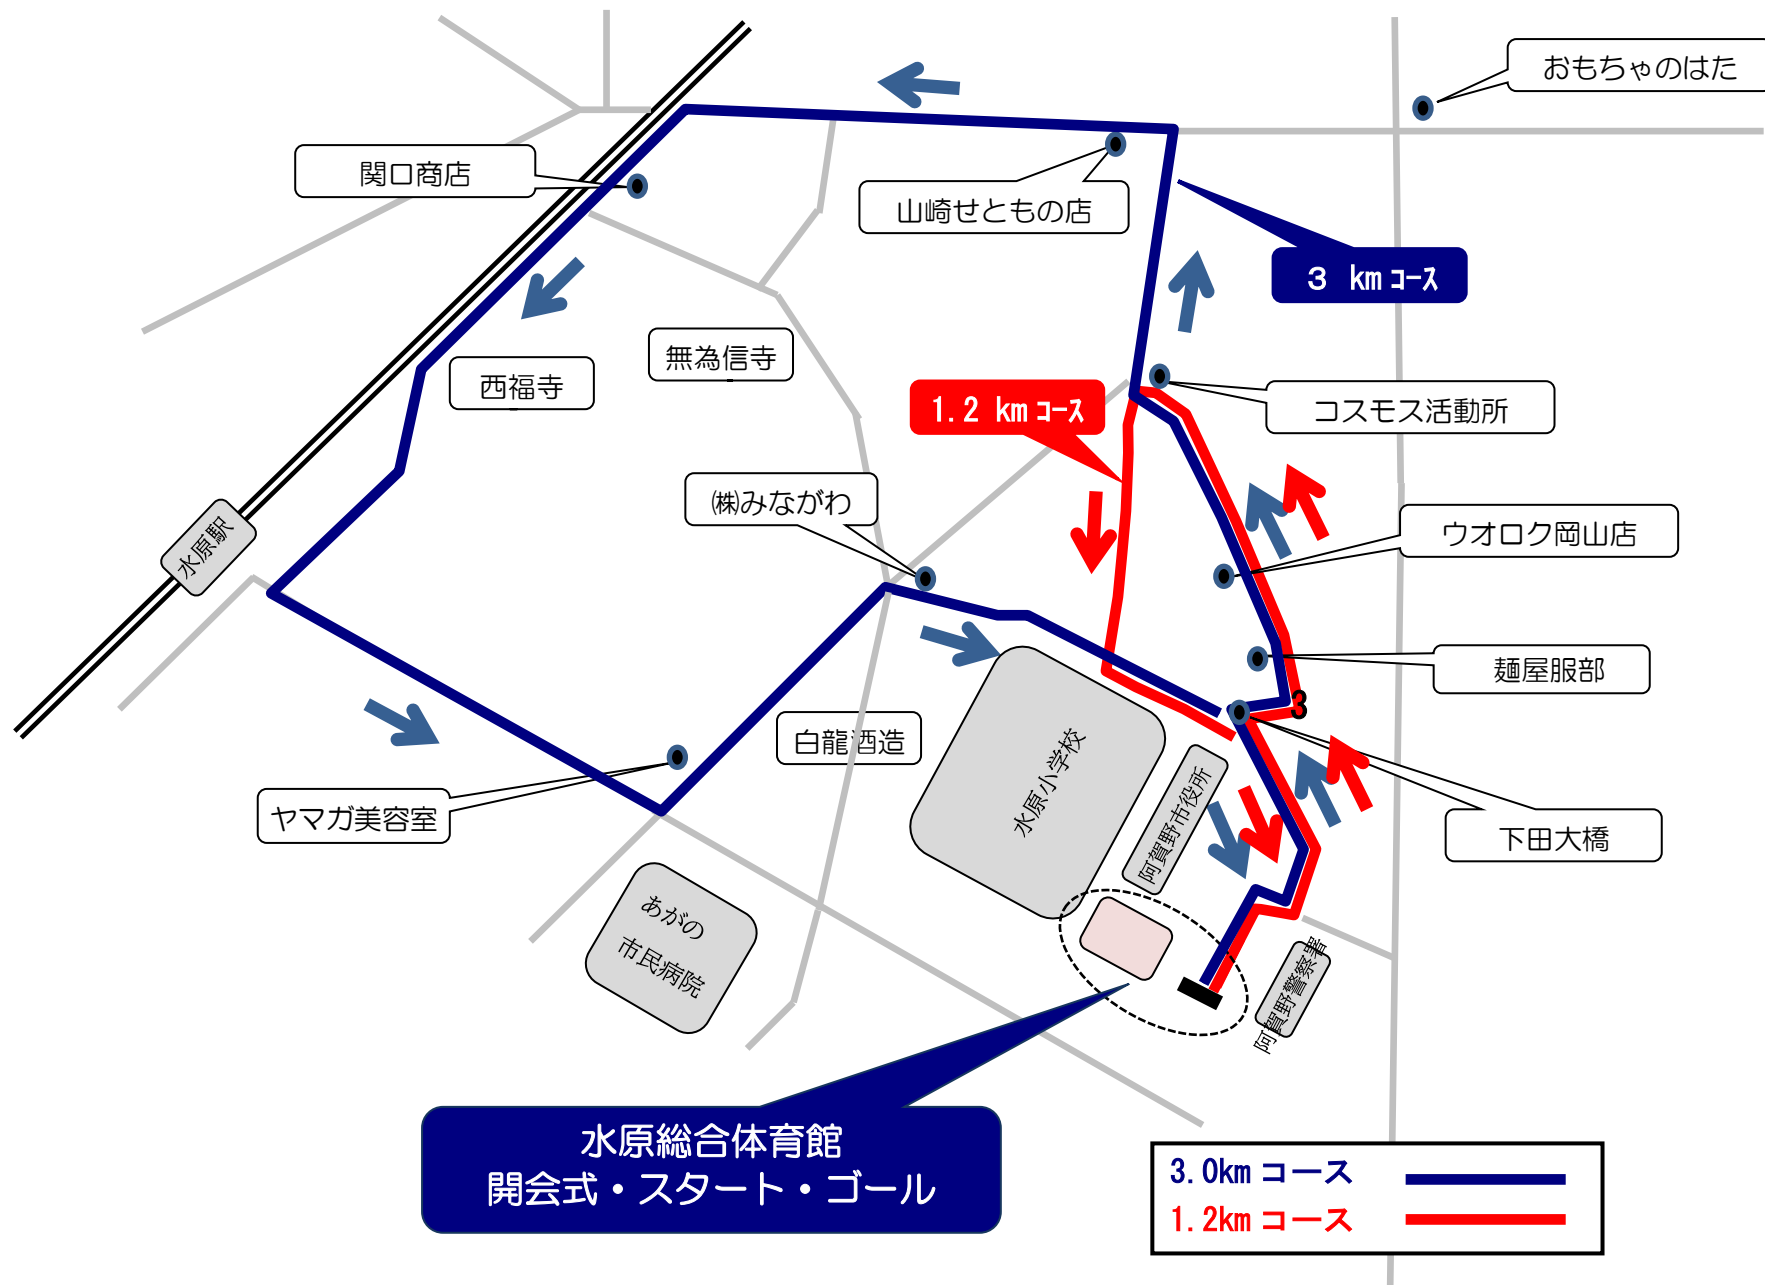 おもちゃのはた
関口商店
山崎せともの店
３ kmコース
無為信寺
西福寺
1.2 kmコース
コスモス活動所
㈱みながわ
ウオロク岡山店
水原駅
麺屋服部
3
白龍酒造
水原小学校
阿賀野市役所
ヤマガ美容室
下田大橋
あがの
市民病院
阿賀野警察署
水原総合体育館
開会式・スタート・ゴール
3.0km コース
1.2km コース